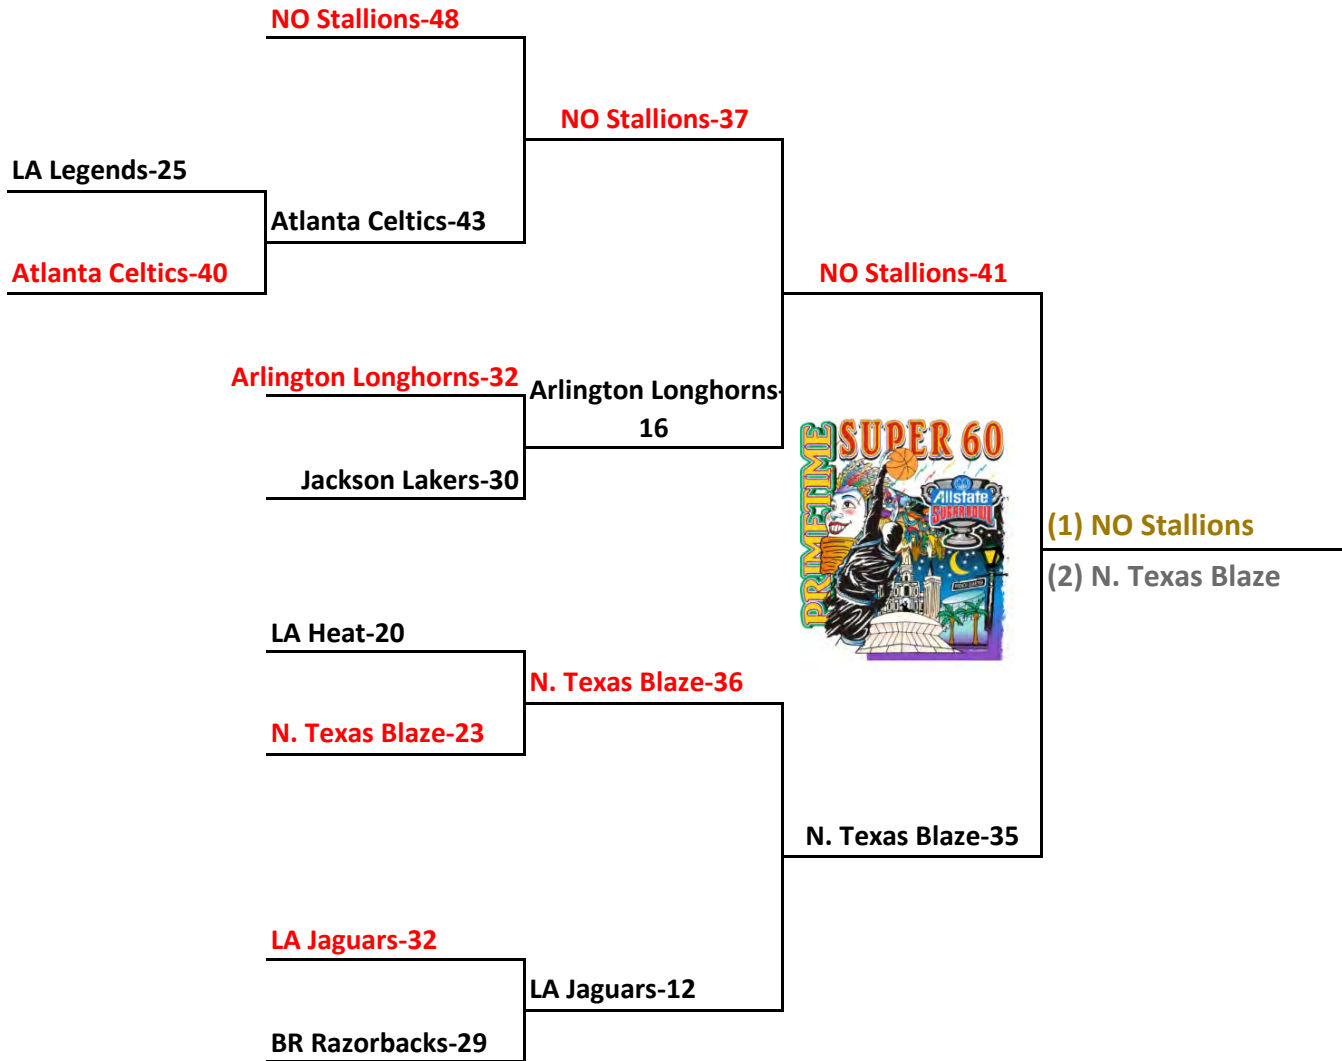 NO Stallions-48
NO Stallions-37
LA Legends-25
Atlanta Celtics-43
Atlanta Celtics-40
NO Stallions-41
Arlington Longhorns-32
Arlington Longhorns-
16
Jackson Lakers-30
PRIMETIME
SUPER 60
Allstate
SUGAR BOWL
(1) NO Stallions
(2) N. Texas Blaze
LA Heat-20
N. Texas Blaze-36
N. Texas Blaze-23
N. Texas Blaze-35
LA Jaguars-32
LA Jaguars-12
BR Razorbacks-29